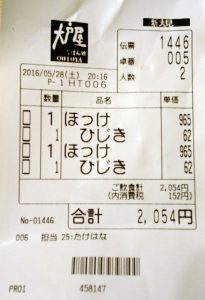 大戸屋
ごはん処
OOTOYA
伝票 1446
卓番 005
人数 2
2016/05/28(土) 20:16
P-1HT006
数量 品名 単価
1 ほっけ 965
1 ひじき 62
1 ほっけ 965
1 ひじき 62
ご飲食計 2,054円
(内消費税 152円)
No-01446 合計 2,054円
006 担当 25:たけはな
PR01 458147